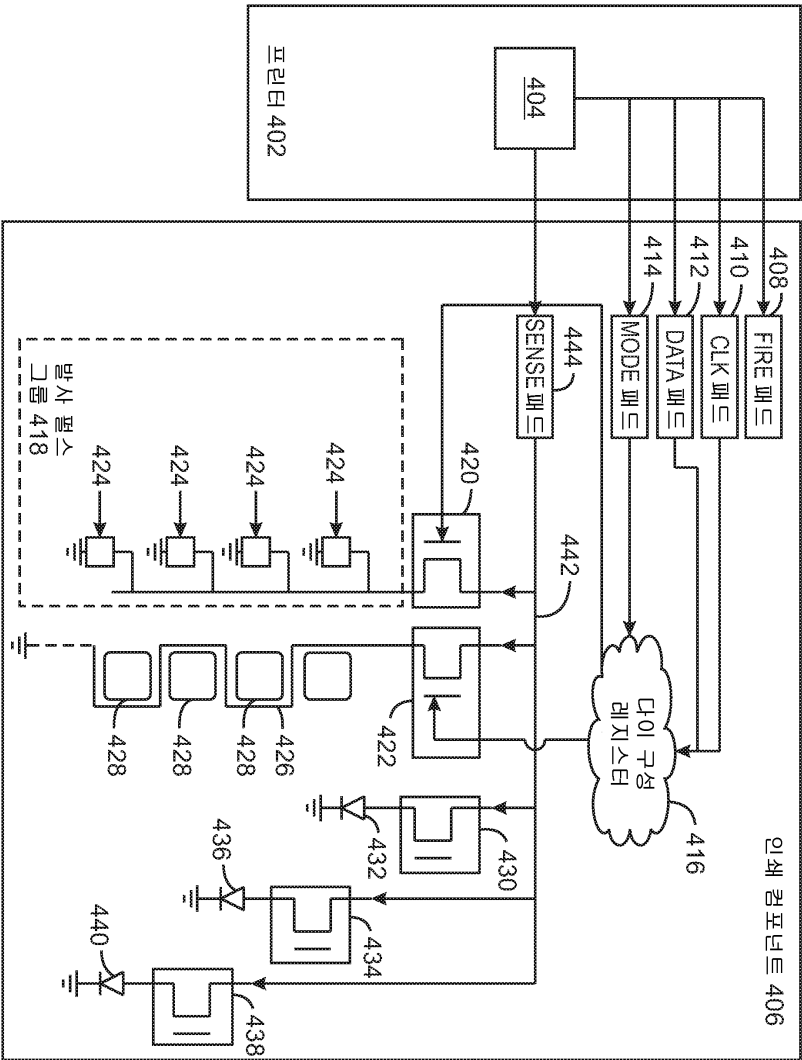 프린터 402
404
인쇄 컴포넌트 406
408
FIRE 패드
410
CLK 패드
412
DATA 패드
414
MODE 패드
444
SENSE 패드
다이 구성
레지스터
416
420
442
422
발사 펄스
그룹 418
424
424
424
424
426
428
428
428
430
432
434
436
438
440